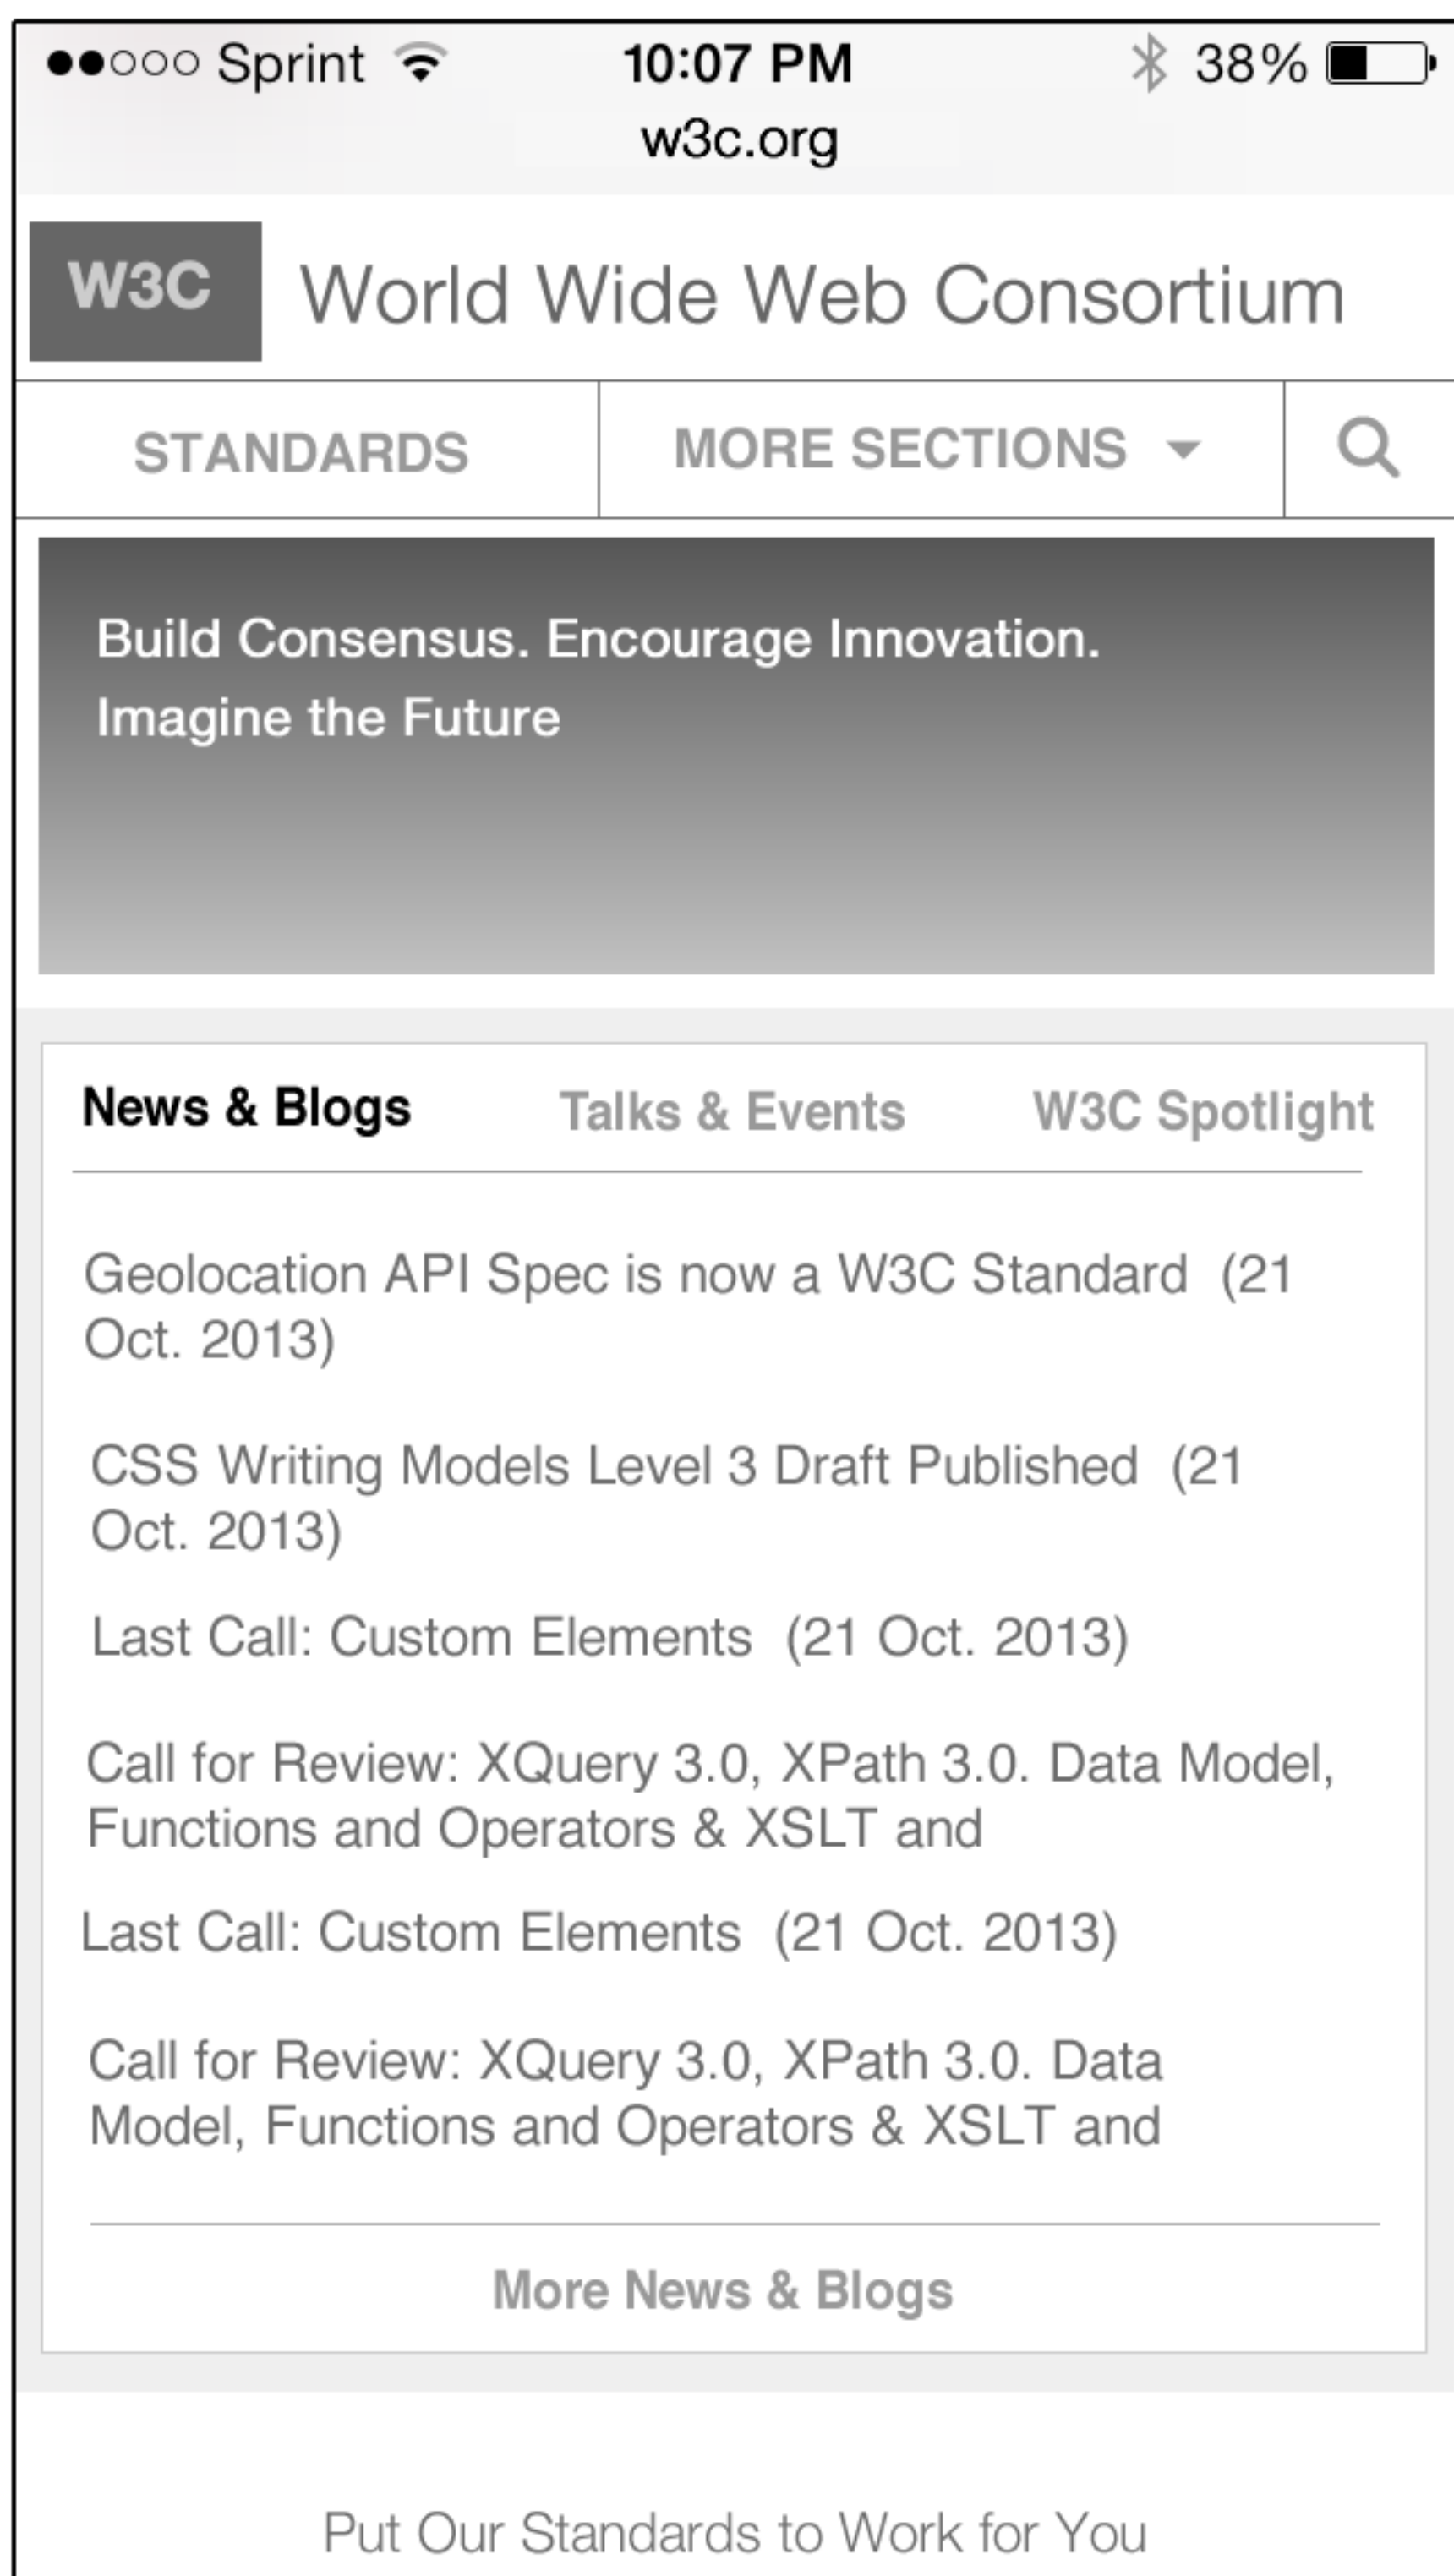 Sprint 10:07 PM 38%
w3c.org
W3C World Wide Web Consortium
STANDARDS MORE SECTIONS
Build Consensus. Encourage Innovation.
Imagine the Future
News & Blogs Talks & Events W3C Spotlight
Geolocation API Spec is now a W3C Standard (21
Oct. 2013)
CSS Writing Models Level 3 Draft Published (21
Oct. 2013)
Last Call: Custom Elements (21 Oct. 2013)
Call for Review: XQuery 3.0, XPath 3.0. Data Model,
Functions and Operators & XSLT and
Last Call: Custom Elements (21 Oct. 2013)
Call for Review: XQuery 3.0, XPath 3.0. Data
Model, Functions and Operators & XSLT and
More News & Blogs
Put Our Standards to Work for You